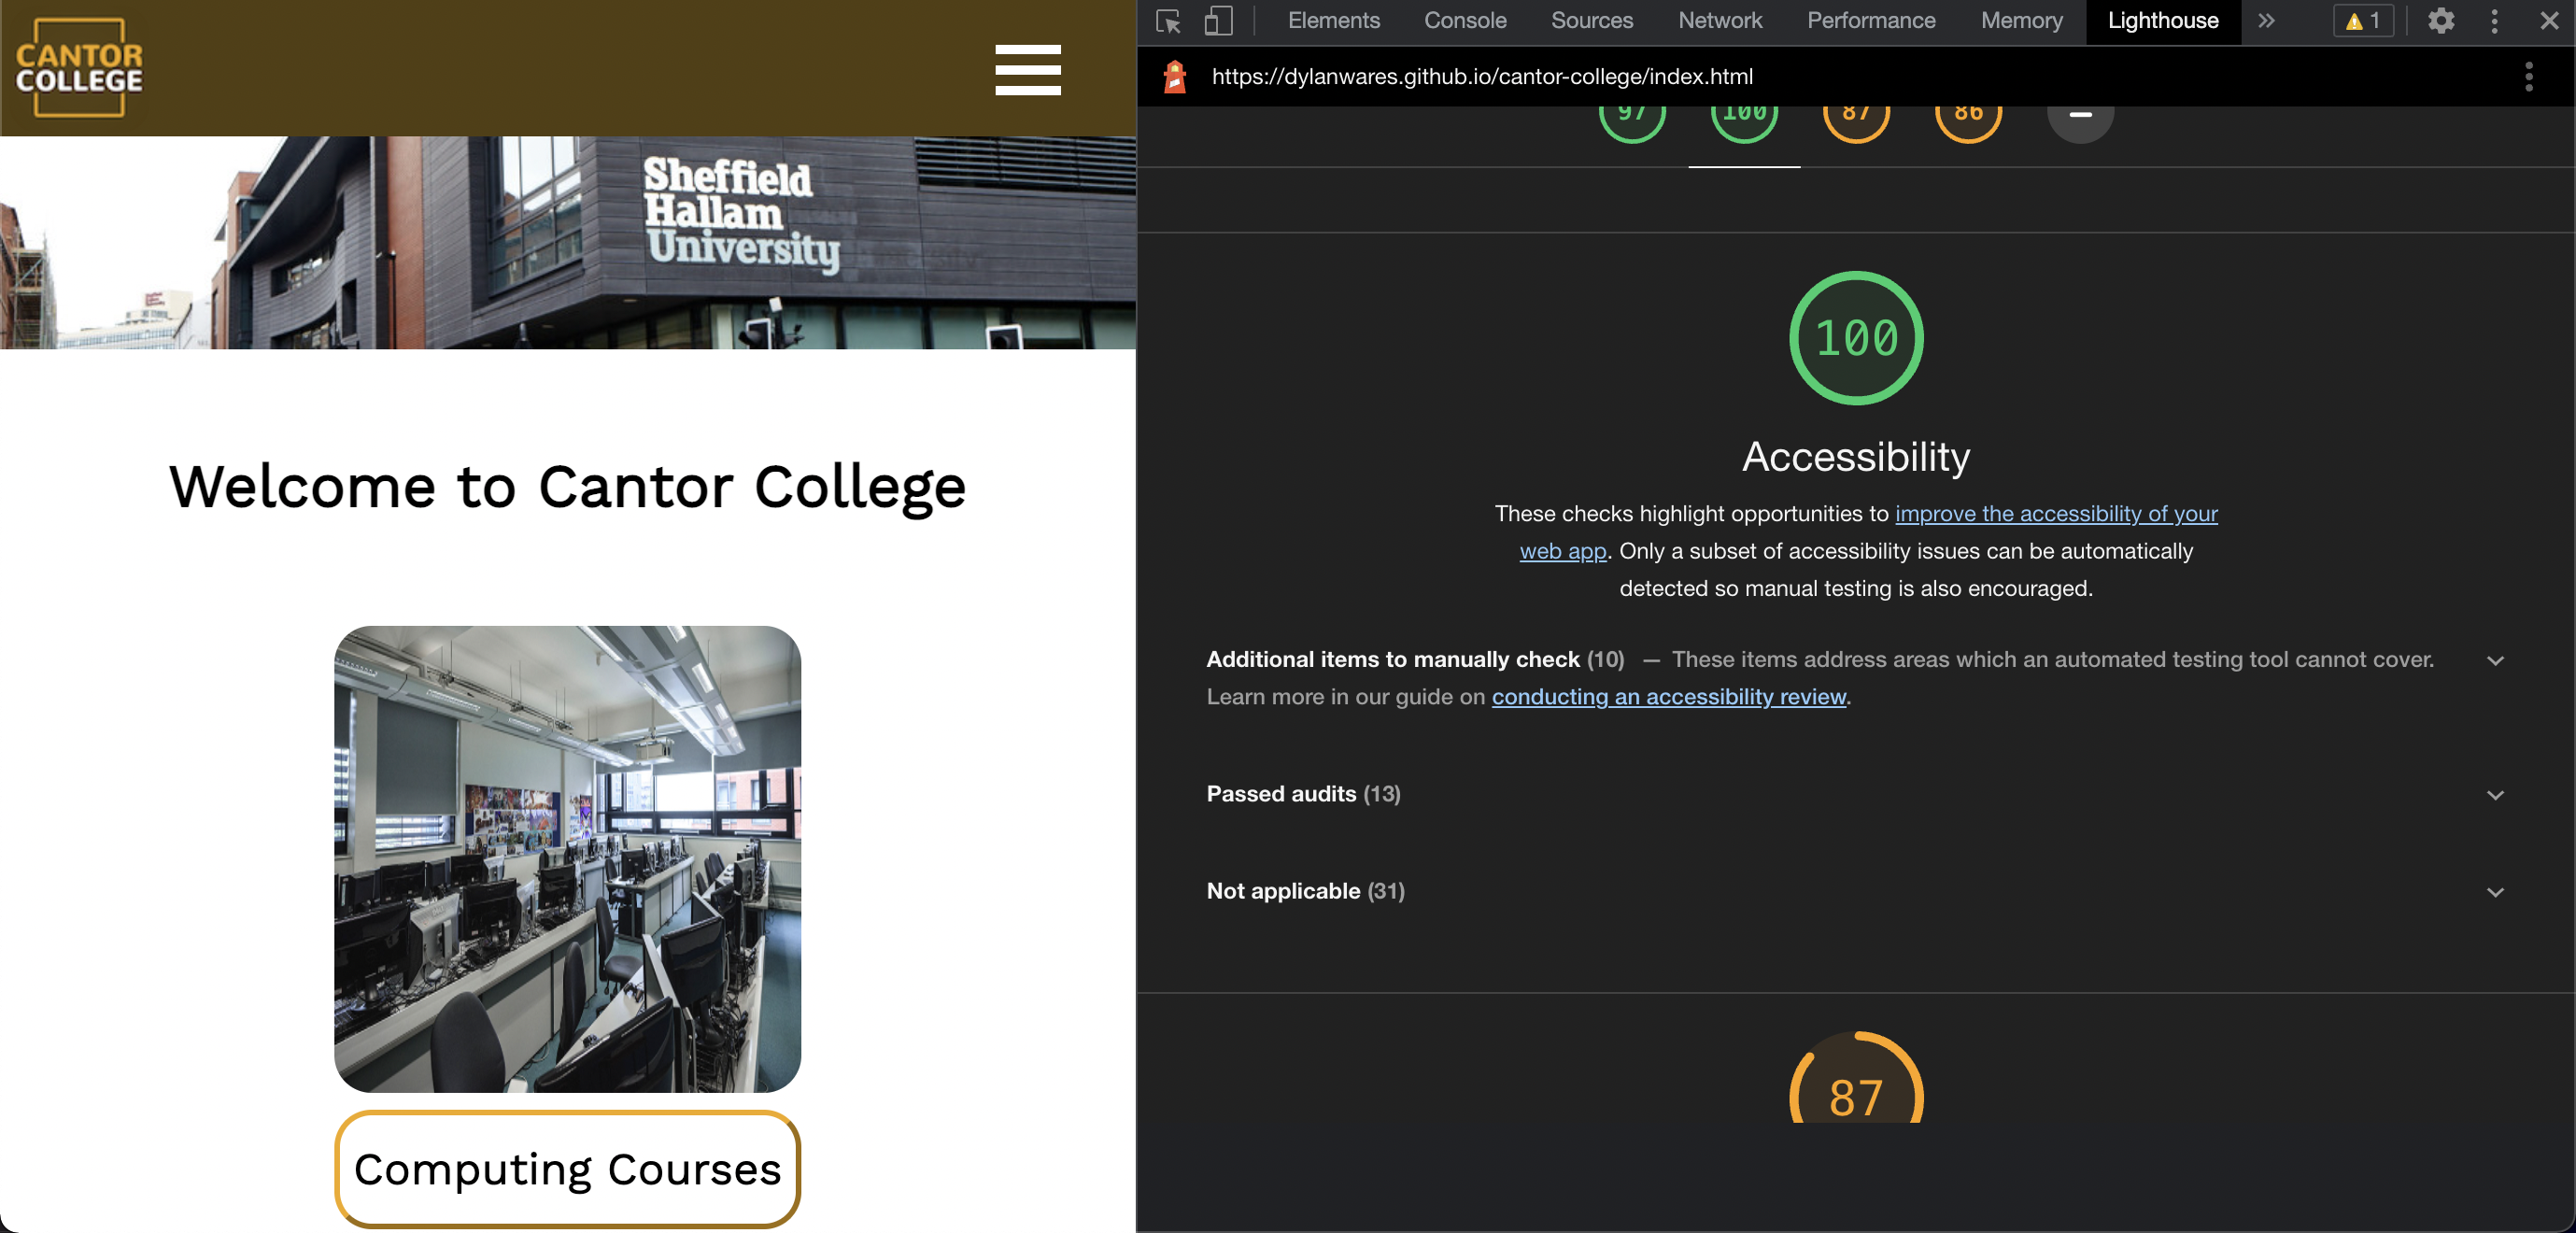 CANTOR
COLLEGE
Sheffield
Hallam
University
Welcome to Cantor College
Computing Courses
Elements Console Sources Network Performance Memory Lighthouse 1
https://dylanwares.github.io/cantor-college/index.html
97 100 87 86
100
Accessibility
These checks highlight opportunities to improve the accessibility of your
web app. Only a subset of accessibility issues can be automatically
detected so manual testing is also encouraged.
Additional items to manually check (10) — These items address areas which an automated testing tool cannot cover.
Learn more in our guide on conducting an accessibility review.
Passed audits (13)
Not applicable (31)
87